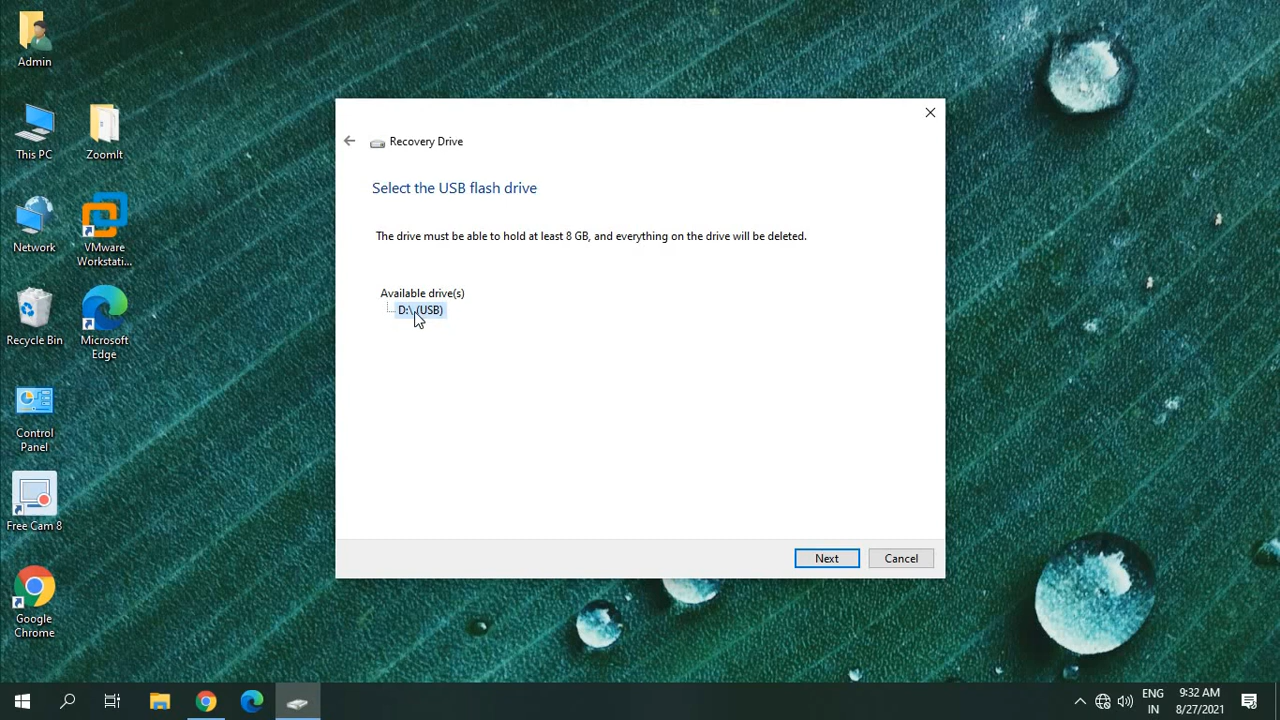 Admin
This PC
ZoomIt
Network
VMware
Workstati...
Recycle Bin
Microsoft
Edge
Control
Panel
Free Cam 8
Google
Chrome
Recovery Drive
Select the USB flash drive
The drive must be able to hold at least 8 GB, and everything on the drive will be deleted.
Available drive(s)
D:\ (USB)
Next
Cancel
ENG
IN
9:32 AM
8/27/2021